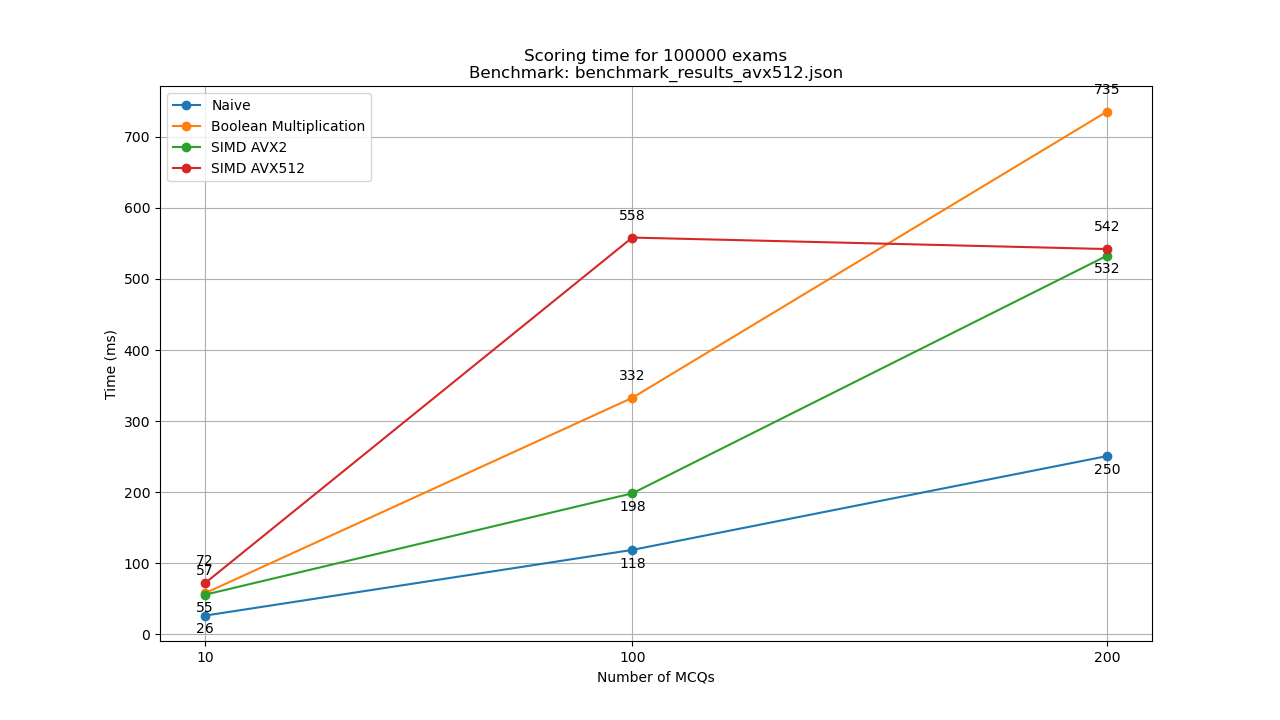 Scoring time for 100000 exams
Benchmark: benchmark_results_avx512.json
Naive
Boolean Multiplication
SIMD AVX2
SIMD AVX512
Time (ms)
700
600
500
400
300
200
100
0
735
558
542
532
332
250
198
118
72
57
55
26
10
100
200
Number of MCQs